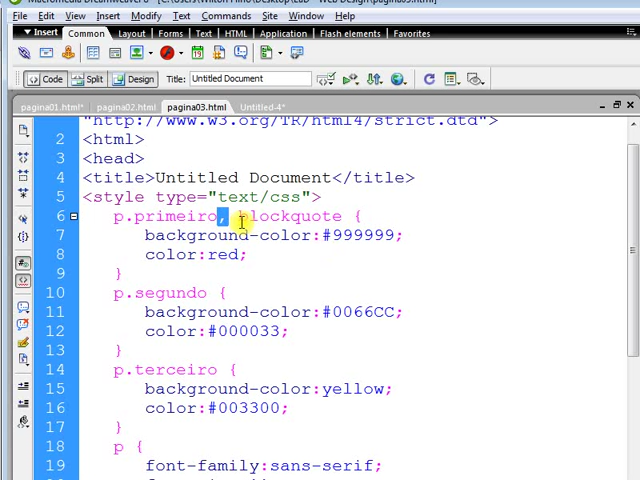 File Edit View Insert Modify Text Commands Site Window Help
Insert Common Layout Forms Text HTML Application Flash elements Favorites
Code Split Design Title: Untitled Document
pagina01.html* pagina02.html pagina03.html Untitled-4*
"http://www.w3.org/TR/html4/strict.dtd">
2 <html>
3 <head>
4 <title>Untitled Document</title>
5 <style type="text/css">
6 p.primeiro, blockquote {
7 background-color:#999999;
8 color:red;
9 }
10 p.segundo {
11 background-color:#0066CC;
12 color:#000033;
13 }
14 p.terceiro {
15 background-color:yellow;
16 color:#003300;
17 }
18 p {
19 font-family:sans-serif;